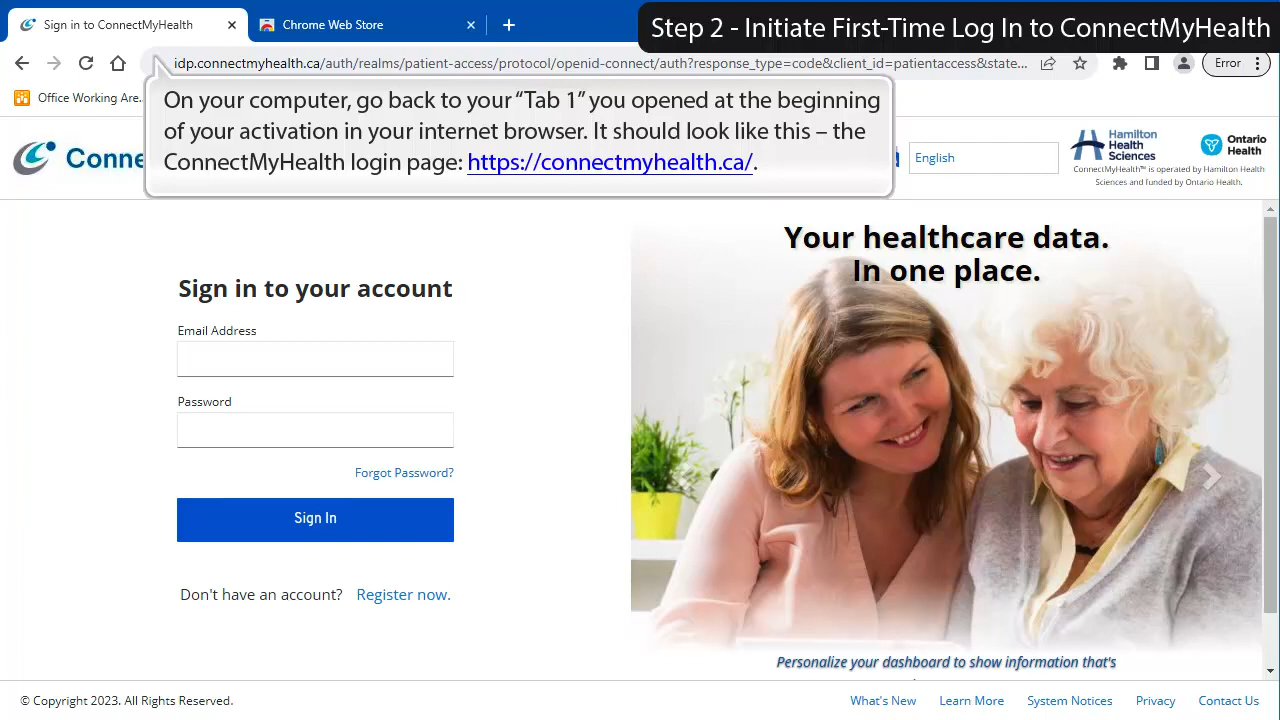 Sign in to ConnectMyHealth
Chrome Web Store
Step 2 - Initiate First-Time Log In to ConnectMyHealth
idp.connectmyhealth.ca/auth/realms/patient-access/protocol/openid-connect/auth?response_type=code&client_id=patientaccess&state...
Error
Office Working Are.
On your computer, go back to your “Tab 1” you opened at the beginning
of your activation in your internet browser. It should look like this – the
ConnectMyHealth login page: https://connectmyhealth.ca/.
Conne
English
Hamilton
Health
Sciences
Ontario
Health
ConnectMyHealth™ is operated by Hamilton Health
Sciences and funded by Ontario Health.
Your healthcare data.
In one place.
Sign in to your account
Email Address
Password
Forgot Password?
Sign In
Don't have an account? Register now.
Personalize your dashboard to show information that's
© Copyright 2023. All Rights Reserved.
What's New
Learn More
System Notices
Privacy
Contact Us